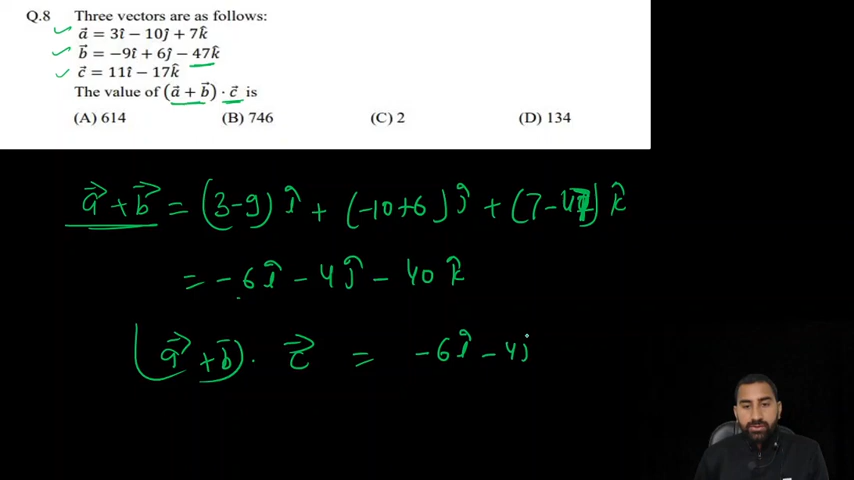 Q.8 Three vectors are as follows:
a⃗ = 3î − 10ĵ + 7k̂
b⃗ = −9î + 6ĵ − 47k̂
c⃗ = 11î − 17k̂
The value of (a⃗ + b⃗) · c⃗ is
(A) 614 (B) 746 (C) 2 (D) 134
a⃗ + b⃗ = (3-9) î + (-10+6) ĵ + (7-47) k̂
= -6î - 4ĵ - 40 k̂
(a⃗ + b⃗) · c⃗ = -6î - 4j